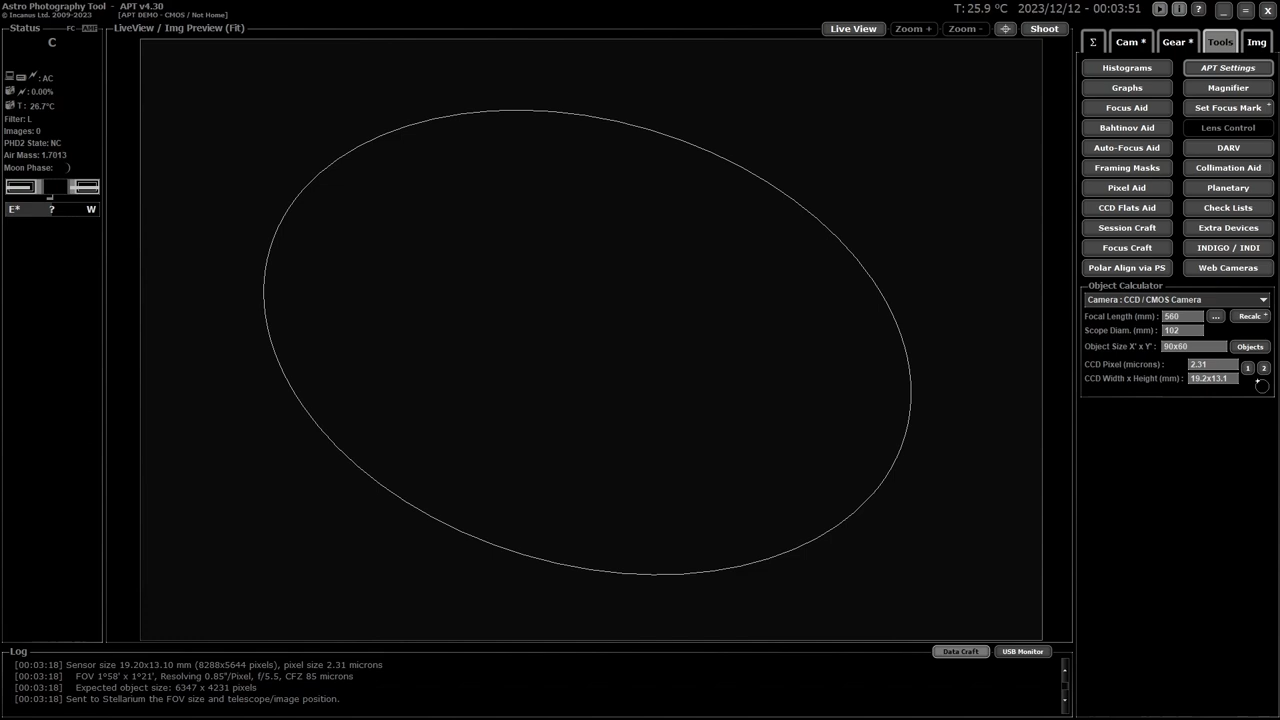 Astro Photography Tool - APT v4.30
© Incanus Ltd. 2009-2023
[APT DEMO - CMOS / Not Home]
T: 25.9 ºC 2023/12/12 - 00:03:51
i ? _ = X
Status FC AHF
C
: AC
: 0.00%
T : 26.7°C
Filter: L
Images: 0
PHD2 State: NC
Air Mass: 1.7013
Moon Phase: )
E* ? W
LiveView / Img Preview (Fit)
Live View Zoom + Zoom - Shoot
Σ Cam * Gear * Tools Img
Histograms APT Settings
Graphs Magnifier
Focus Aid Set Focus Mark +
Bahtinov Aid Lens Control
Auto-Focus Aid DARV
Framing Masks Collimation Aid
Pixel Aid Planetary
CCD Flats Aid Check Lists
Session Craft Extra Devices
Focus Craft INDIGO / INDI
Polar Align via PS Web Cameras
Object Calculator
Camera : CCD / CMOS Camera
Focal Length (mm) : 560 ... Recalc +
Scope Diam. (mm) : 102
Object Size X' x Y' : 90x60 Objects
CCD Pixel (microns) : 2.31 1 2
CCD Width x Height (mm) : 19.2x13.1
Log Data Craft USB Monitor
[00:03:18] Sensor size 19.20x13.10 mm (8288x5644 pixels), pixel size 2.31 microns
[00:03:18] FOV 1°58' x 1°21', Resolving 0.85"/Pixel, f/5.5, CFZ 85 microns
[00:03:18] Expected object size: 6347 x 4231 pixels
[00:03:18] Sent to Stellarium the FOV size and telescope/image position.